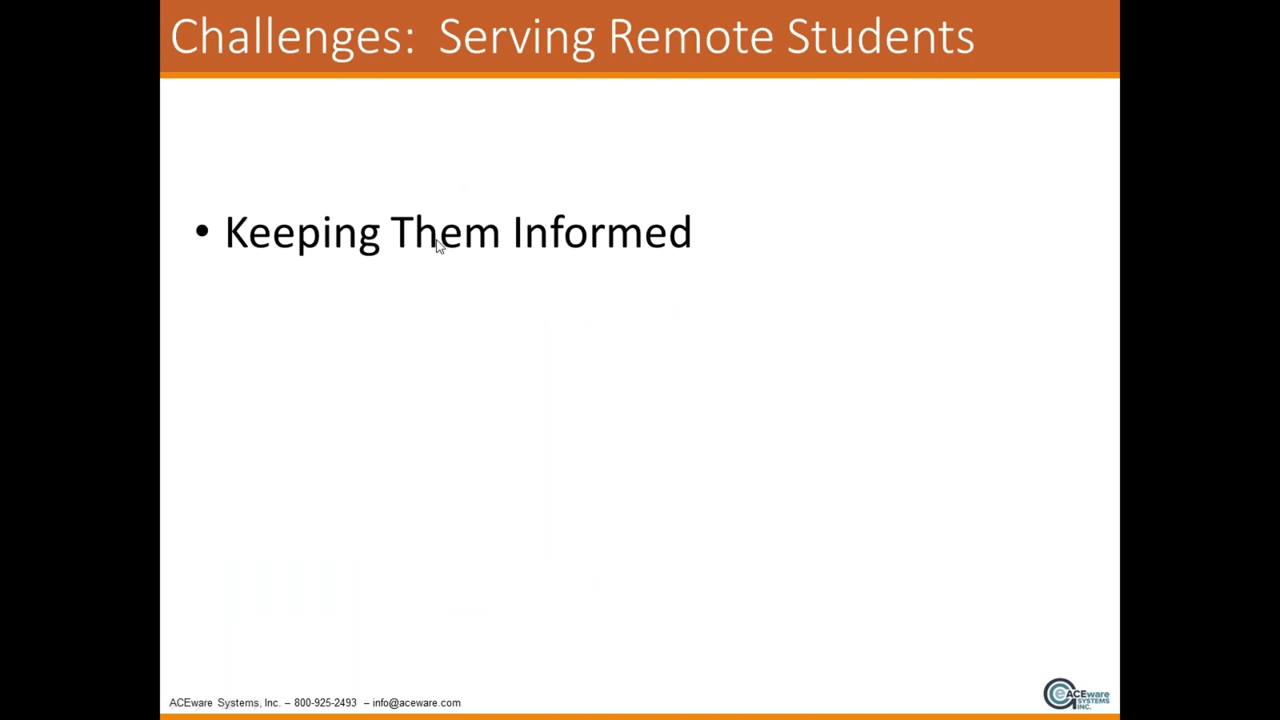 Challenges:  Serving Remote Students
• Keeping Them Informed
ACEware Systems, Inc. – 800-925-2493 – info@aceware.com
ACEware
SYSTEMS
INC.